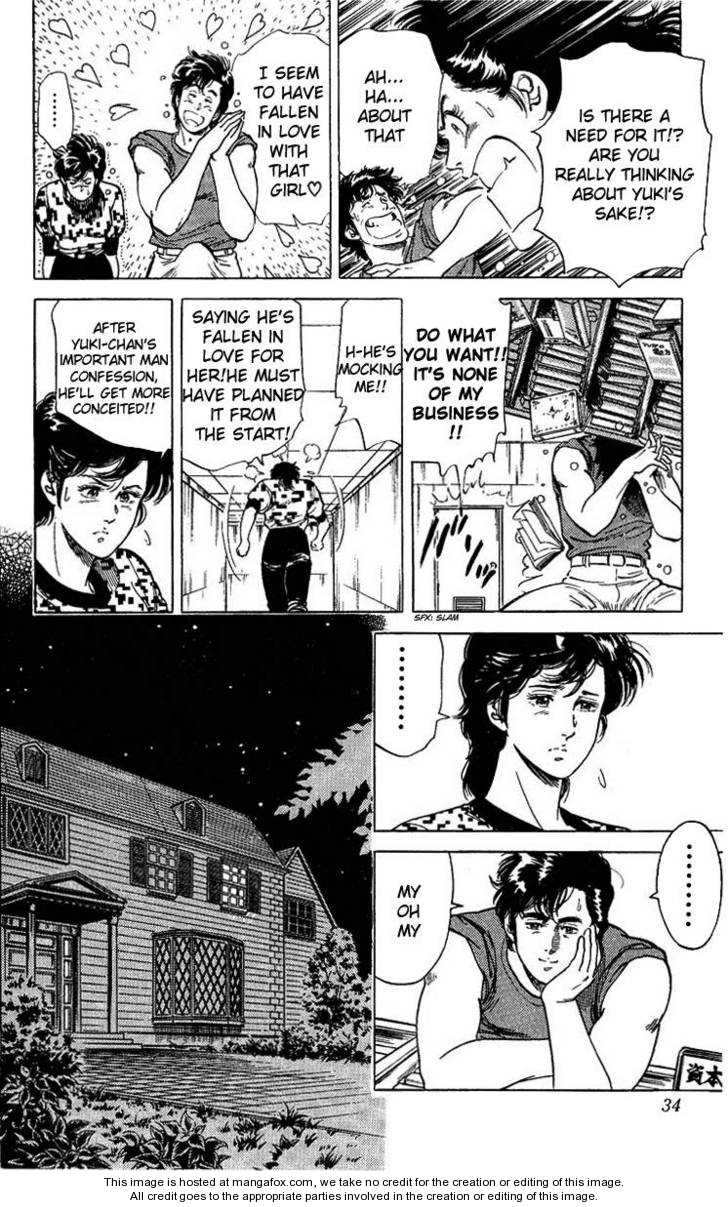 IS THERE A
NEED FOR IT!?
ARE YOU
REALLY THINKING
ABOUT YUKI'S
SAKE!?
AH...
HA...
ABOUT
THAT
I SEEM
TO HAVE
FALLEN
IN LOVE
WITH
THAT
GIRL♡
.....
DO WHAT
YOU WANT!!
IT'S NONE
OF MY
BUSINESS
!!
SFX: SLAM
H-HE'S
MOCKING
ME!!
SAYING HE'S
FALLEN IN
LOVE FOR
HER!HE MUST
HAVE PLANNED
IT FROM
THE START!
AFTER
YUKI-CHAN'S
IMPORTANT MAN
CONFESSION,
HE'LL GET MORE
CONCEITED!!
........
........
MY
OH
MY
資本
34
This image is hosted at mangafox.com, we take no credit for the creation or editing of this image.
All credit goes to the appropriate parties involved in the creation or editing of this image.